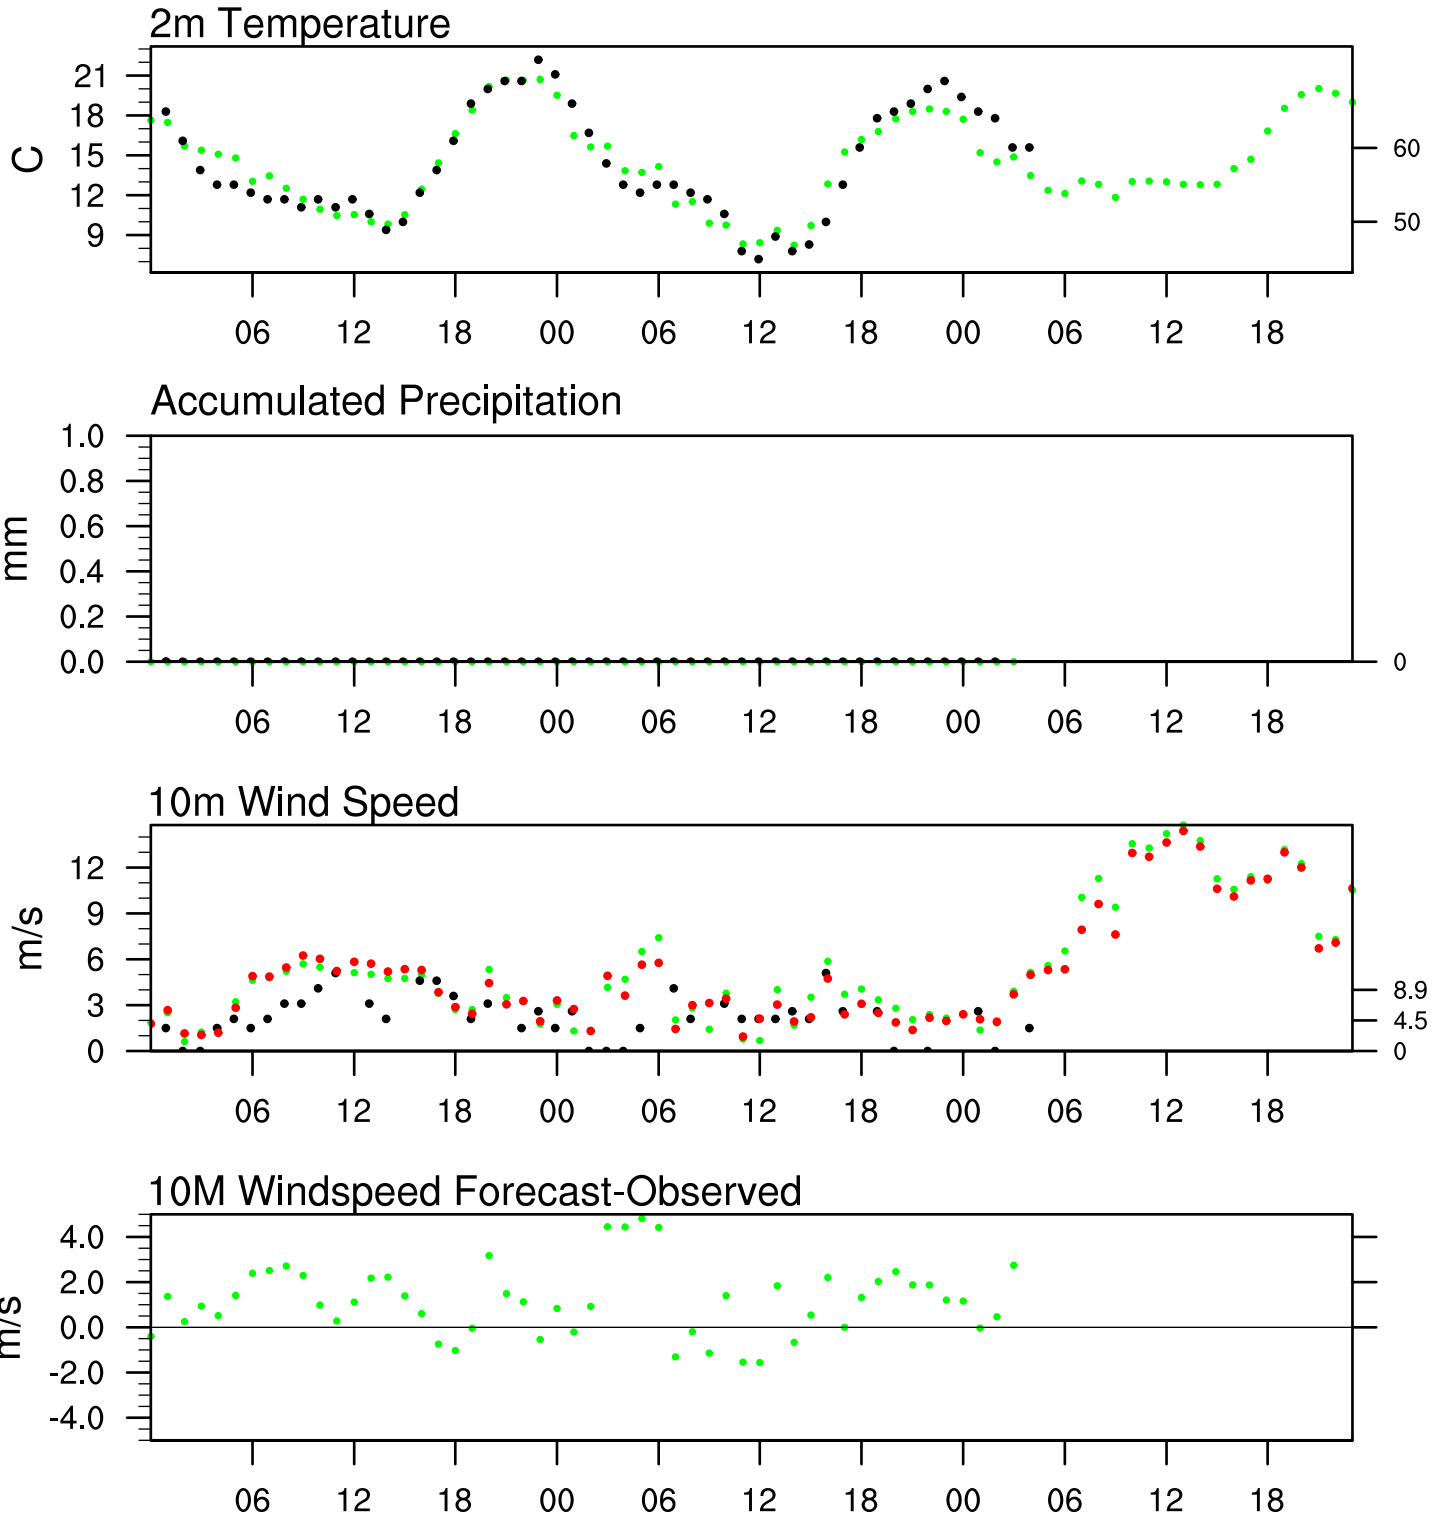 2m Temperature
21
18
15
12
9
C
60
50
06 12 18 00 06 12 18 00 06 12 18
Accumulated Precipitation
1.0
0.8
0.6
0.4
0.2
0.0
mm
0
06 12 18 00 06 12 18 00 06 12 18
10m Wind Speed
12
9
6
3
0
m/s
8.9
4.5
0
06 12 18 00 06 12 18 00 06 12 18
10M Windspeed Forecast-Observed
4.0
2.0
0.0
-2.0
-4.0
m/s
06 12 18 00 06 12 18 00 06 12 18